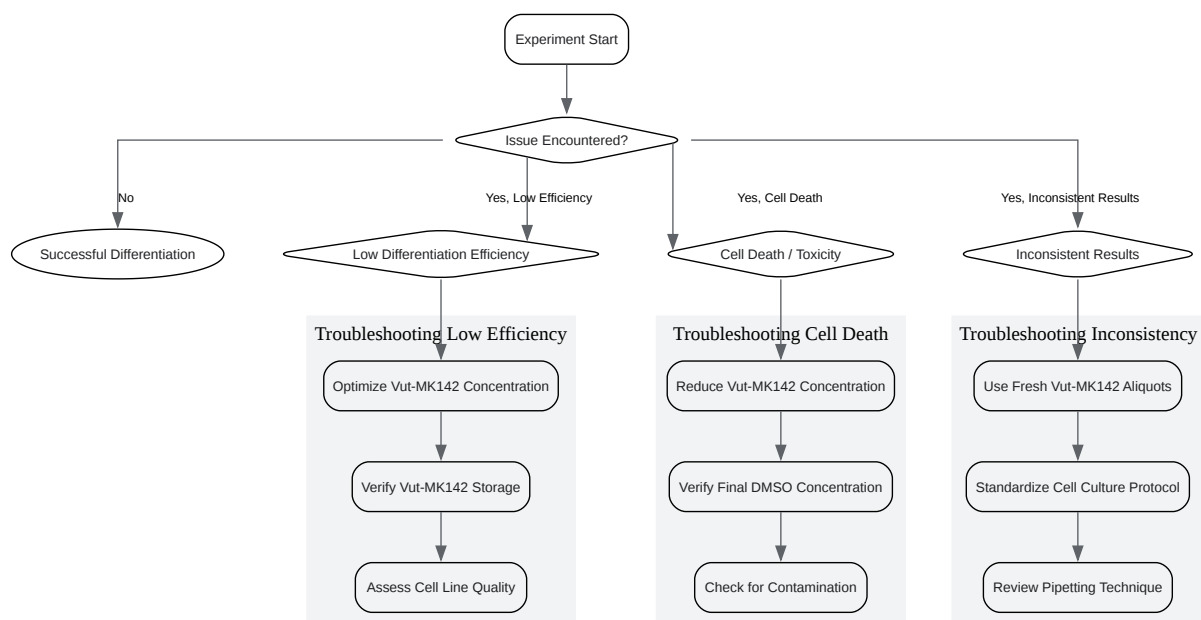 Experiment Start
Issue Encountered?
No
Yes, Low Efficiency
Yes, Cell Death
Yes, Inconsistent Results
Successful Differentiation
Low Differentiation Efficiency
Cell Death / Toxicity
Inconsistent Results
Troubleshooting Low Efficiency
Optimize Vut-MK142 Concentration
Verify Vut-MK142 Storage
Assess Cell Line Quality
Troubleshooting Cell Death
Reduce Vut-MK142 Concentration
Verify Final DMSO Concentration
Check for Contamination
Troubleshooting Inconsistency
Use Fresh Vut-MK142 Aliquots
Standardize Cell Culture Protocol
Review Pipetting Technique